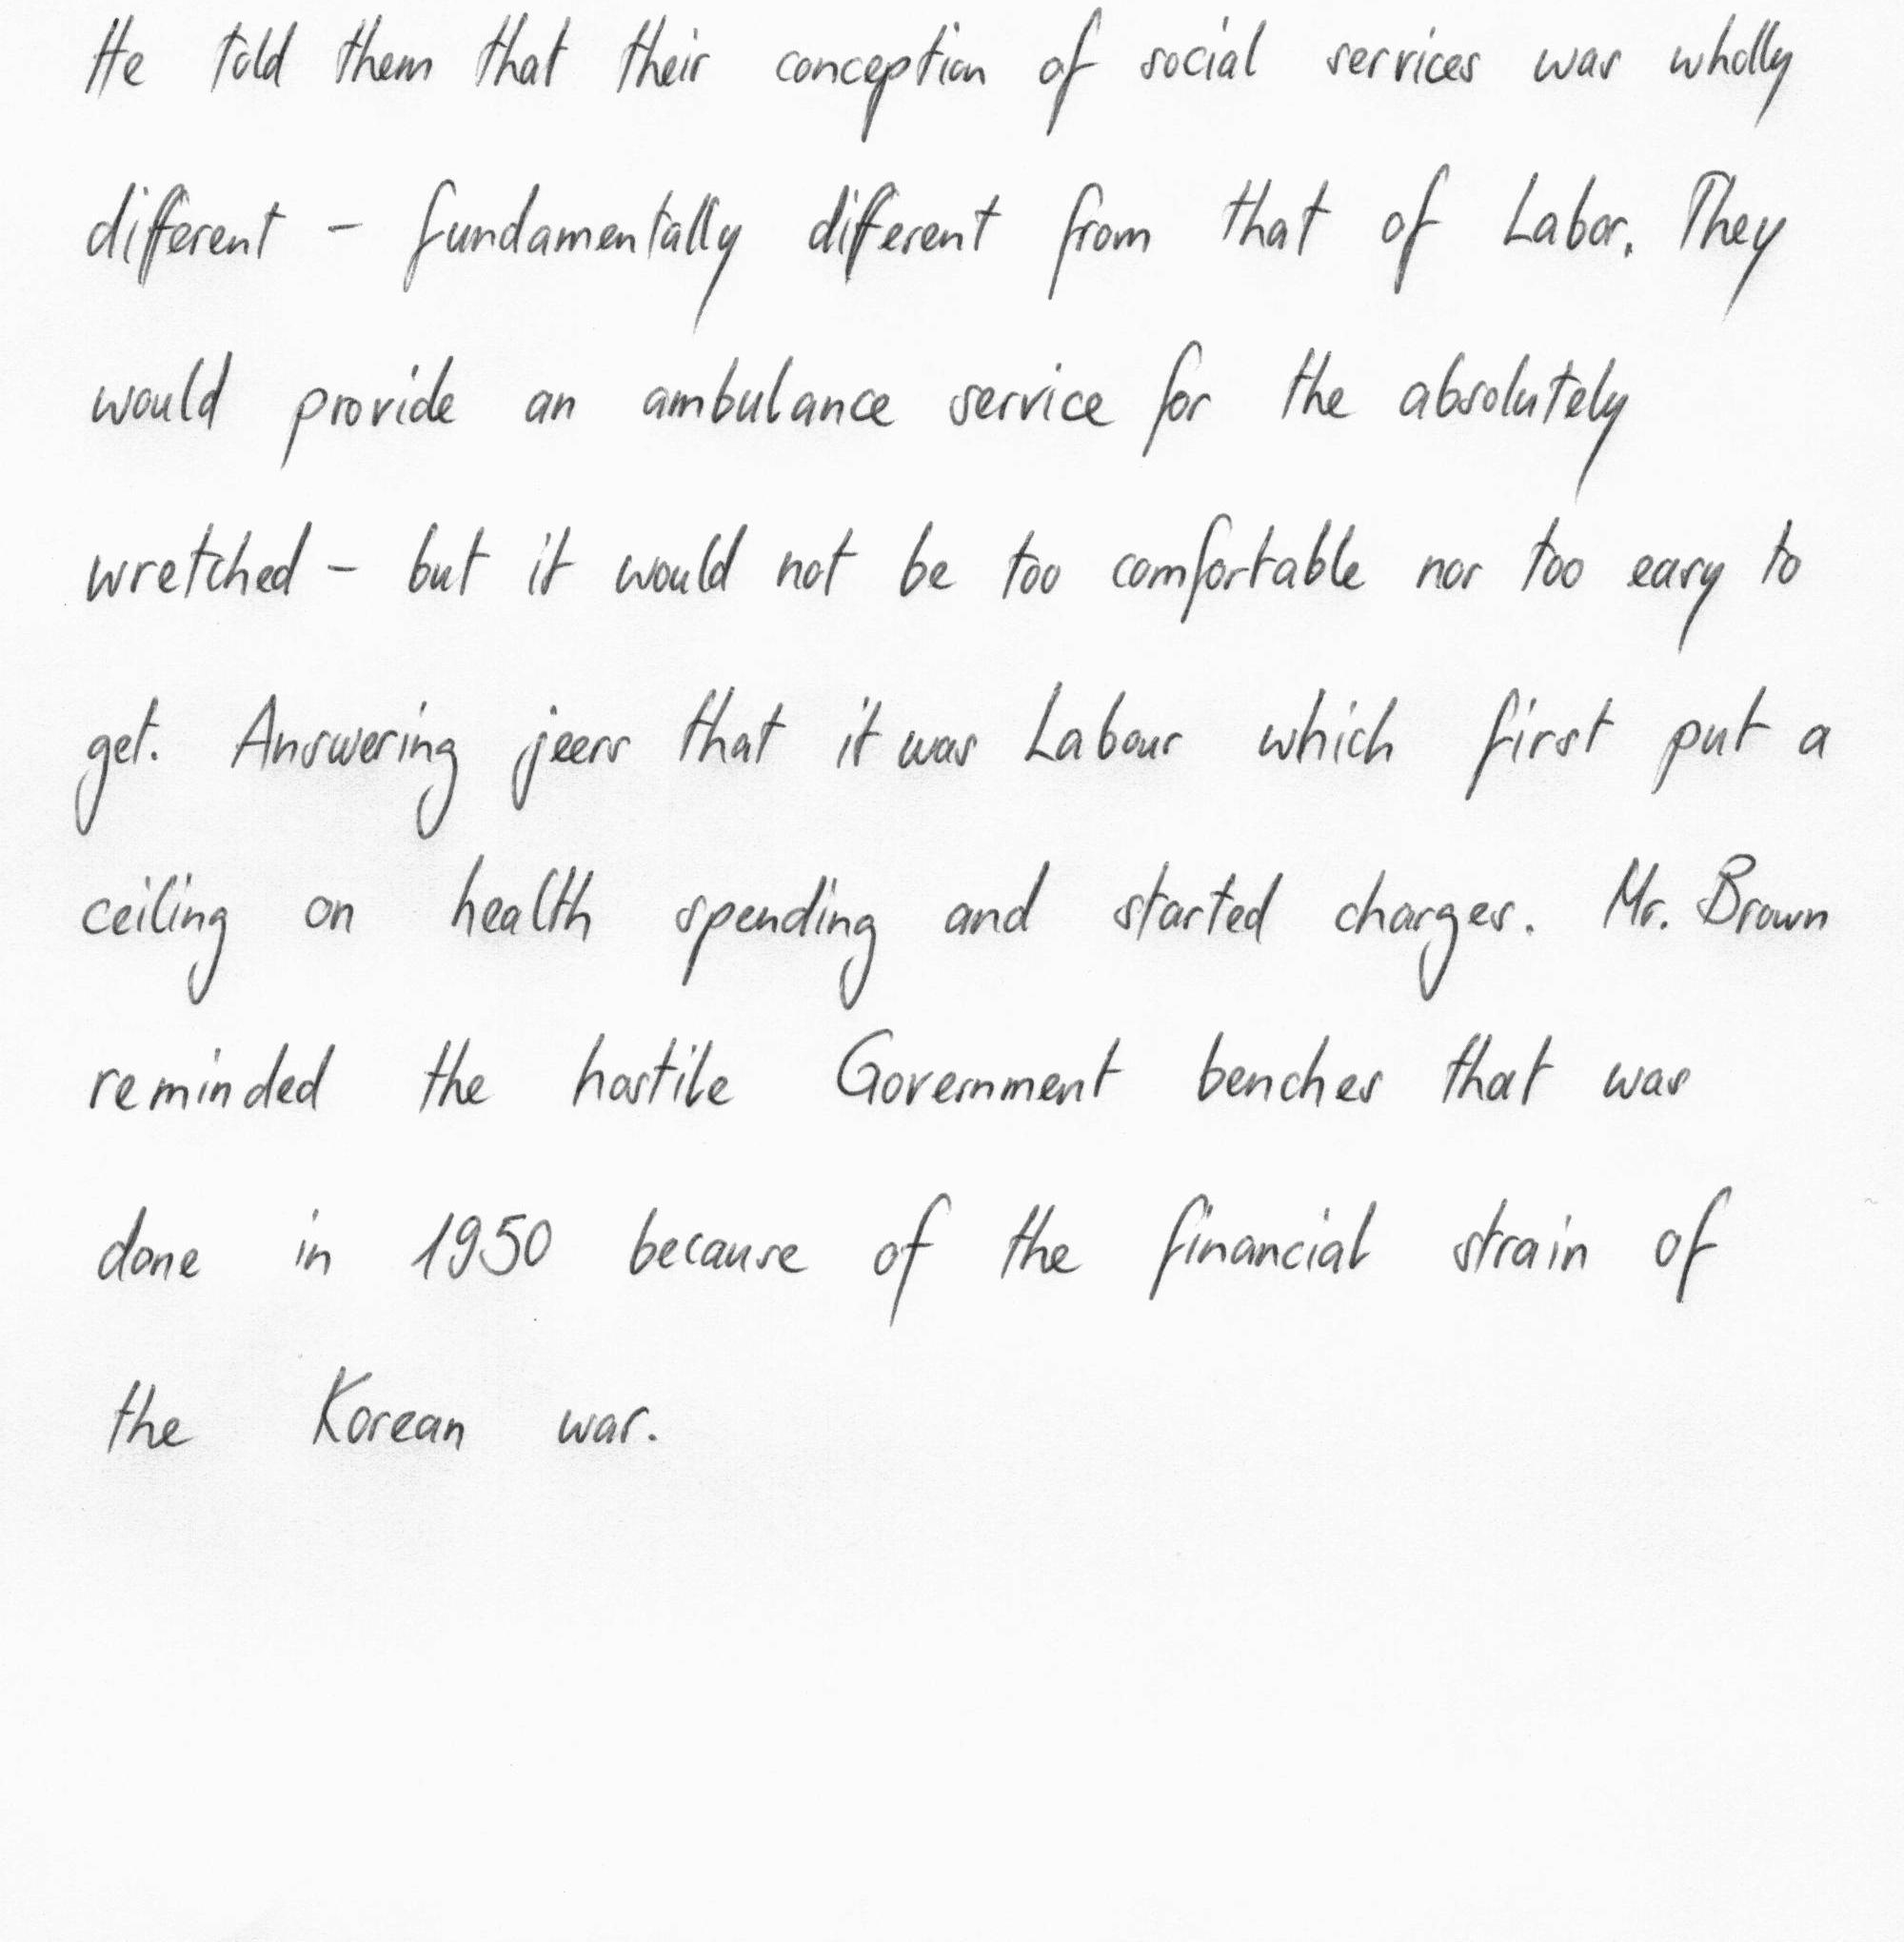 He told them that their conception of social services was wholly
different - fundamentally different from that of Labor. They
would provide an ambulance service for the absolutely
wretched - but it would not be too comfortable nor too easy to
get. Answering jeers that it was Labour which first put a
ceiling on health spending and started charges. Mr. Brown
reminded the hostile Government benches that was
done in 1950 because of the financial strain of
the Korean war.